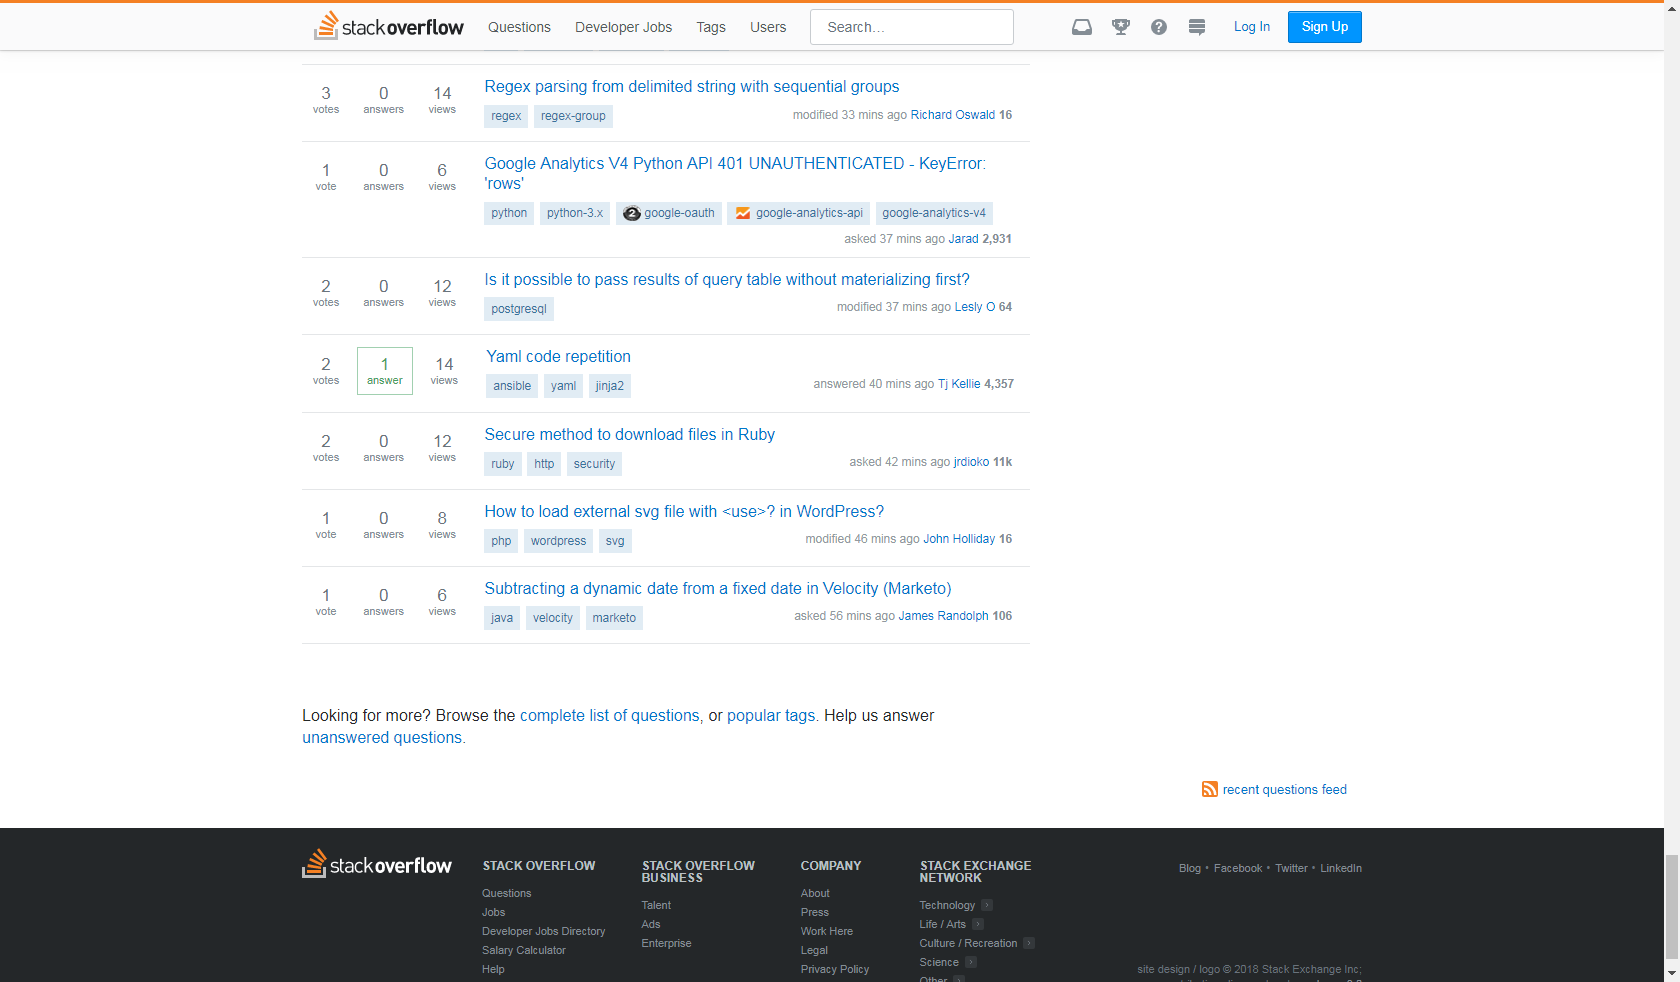 stackoverflow Questions Developer Jobs Tags Users Search... Log In Sign Up
Regex parsing from delimited string with sequential groups
3 votes 0 answers 14 views
regex regex-group modified 33 mins ago Richard Oswald 16
Google Analytics V4 Python API 401 UNAUTHENTICATED - KeyError:
'rows'
1 vote 0 answers 6 views
python python-3.x google-oauth google-analytics-api google-analytics-v4
asked 37 mins ago Jarad 2,931
Is it possible to pass results of query table without materializing first?
2 votes 0 answers 12 views
postgresql modified 37 mins ago Lesly O 64
Yaml code repetition
2 votes 1 answer 14 views
ansible yaml jinja2 answered 40 mins ago Tj Kellie 4,357
Secure method to download files in Ruby
2 votes 0 answers 12 views
ruby http security asked 42 mins ago jrdioko 11k
How to load external svg file with <use>? in WordPress?
1 vote 0 answers 8 views
php wordpress svg modified 46 mins ago John Holliday 16
Subtracting a dynamic date from a fixed date in Velocity (Marketo)
1 vote 0 answers 6 views
java velocity marketo asked 56 mins ago James Randolph 106
Looking for more? Browse the complete list of questions, or popular tags. Help us answer
unanswered questions.
recent questions feed
stackoverflow
STACK OVERFLOW
Questions
Jobs
Developer Jobs Directory
Salary Calculator
Help
STACK OVERFLOW
BUSINESS
Talent
Ads
Enterprise
COMPANY
About
Press
Work Here
Legal
Privacy Policy
STACK EXCHANGE
NETWORK
Technology
Life / Arts
Culture / Recreation
Science
Other
Blog • Facebook • Twitter • LinkedIn
site design / logo © 2018 Stack Exchange Inc;